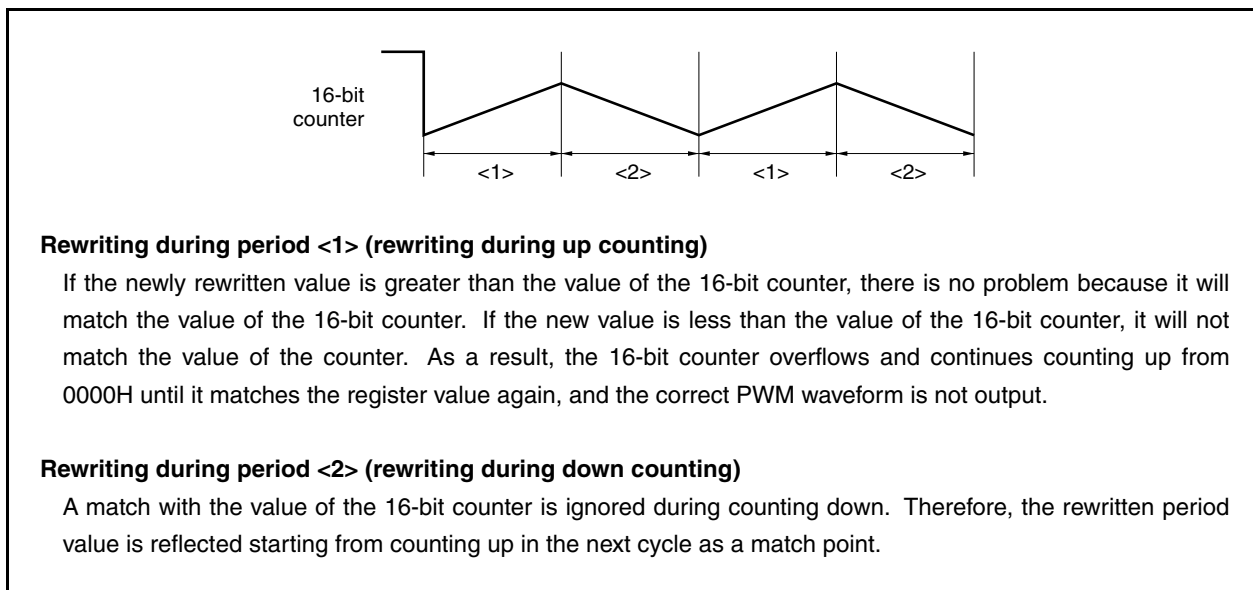 16-bit
counter
<1>
<2>
<1>
<2>
Rewriting during period <1> (rewriting during up counting)
If the newly rewritten value is greater than the value of the 16-bit counter, there is no problem because it will
match the value of the 16-bit counter. If the new value is less than the value of the 16-bit counter, it will not
match the value of the counter. As a result, the 16-bit counter overflows and continues counting up from
0000H until it matches the register value again, and the correct PWM waveform is not output.
Rewriting during period <2> (rewriting during down counting)
A match with the value of the 16-bit counter is ignored during counting down. Therefore, the rewritten period
value is reflected starting from counting up in the next cycle as a match point.